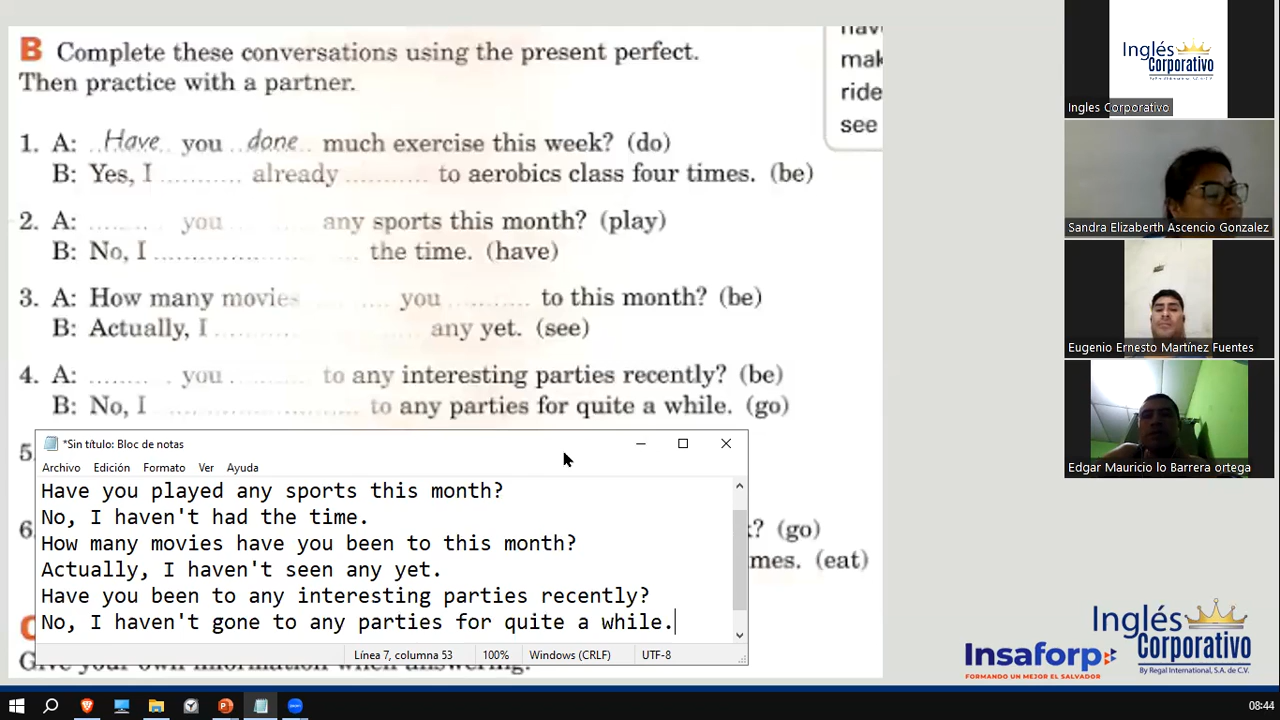 B Complete these conversations using the present perfect.
Then practice with a partner.
1. A: Have you done much exercise this week? (do)
B: Yes, I .......... already .......... to aerobics class four times. (be)
2. A: .......... you any sports this month? (play)
B: No, I .......... the time. (have)
3. A: How many movies .... you .......... to this month? (be)
B: Actually, I .......... any yet. (see)
4. A: .......... you .......... to any interesting parties recently? (be)
B: No, I .......... to any parties for quite a while. (go)
5.
6. ? (go)
mes. (eat)
mak
ride
see
*Sin título: Bloc de notas
Archivo Edición Formato Ver Ayuda
Have you played any sports this month?
No, I haven't had the time.
How many movies have you been to this month?
Actually, I haven't seen any yet.
Have you been to any interesting parties recently?
No, I haven't gone to any parties for quite a while.
Línea 7, columna 53 100% Windows (CRLF) UTF-8
Inglés
Corporativo
Ingles Corporativo
Sandra Elizaberth Ascencio Gonzalez
Eugenio Ernesto Martínez Fuentes
Edgar Mauricio lo Barrera ortega
Insaforp
FORMANDO UN MEJOR EL SALVADOR
Inglés
Corporativo
By Regal International, S.A. de C.V.
08:44